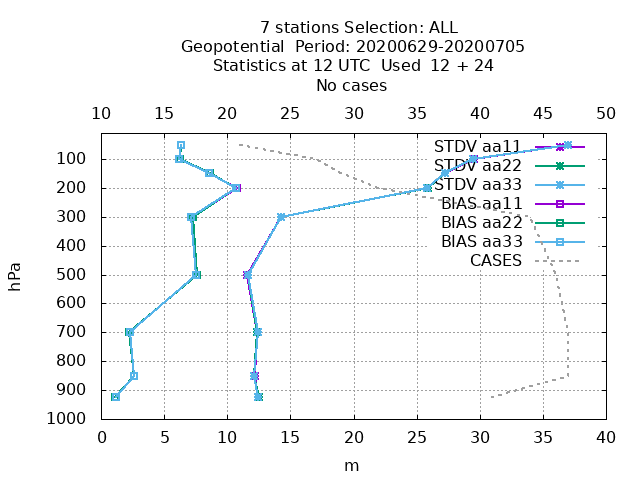 7 stations Selection: ALL
Geopotential  Period: 20200629-20200705
Statistics at 12 UTC  Used  12 + 24
No cases
10 15 20 25 30 35 40 45 50
STDV aa11
STDV aa22
STDV aa33
BIAS aa11
BIAS aa22
BIAS aa33
CASES
hPa
100
200
300
400
500
600
700
800
900
1000
0 5 10 15 20 25 30 35 40
m